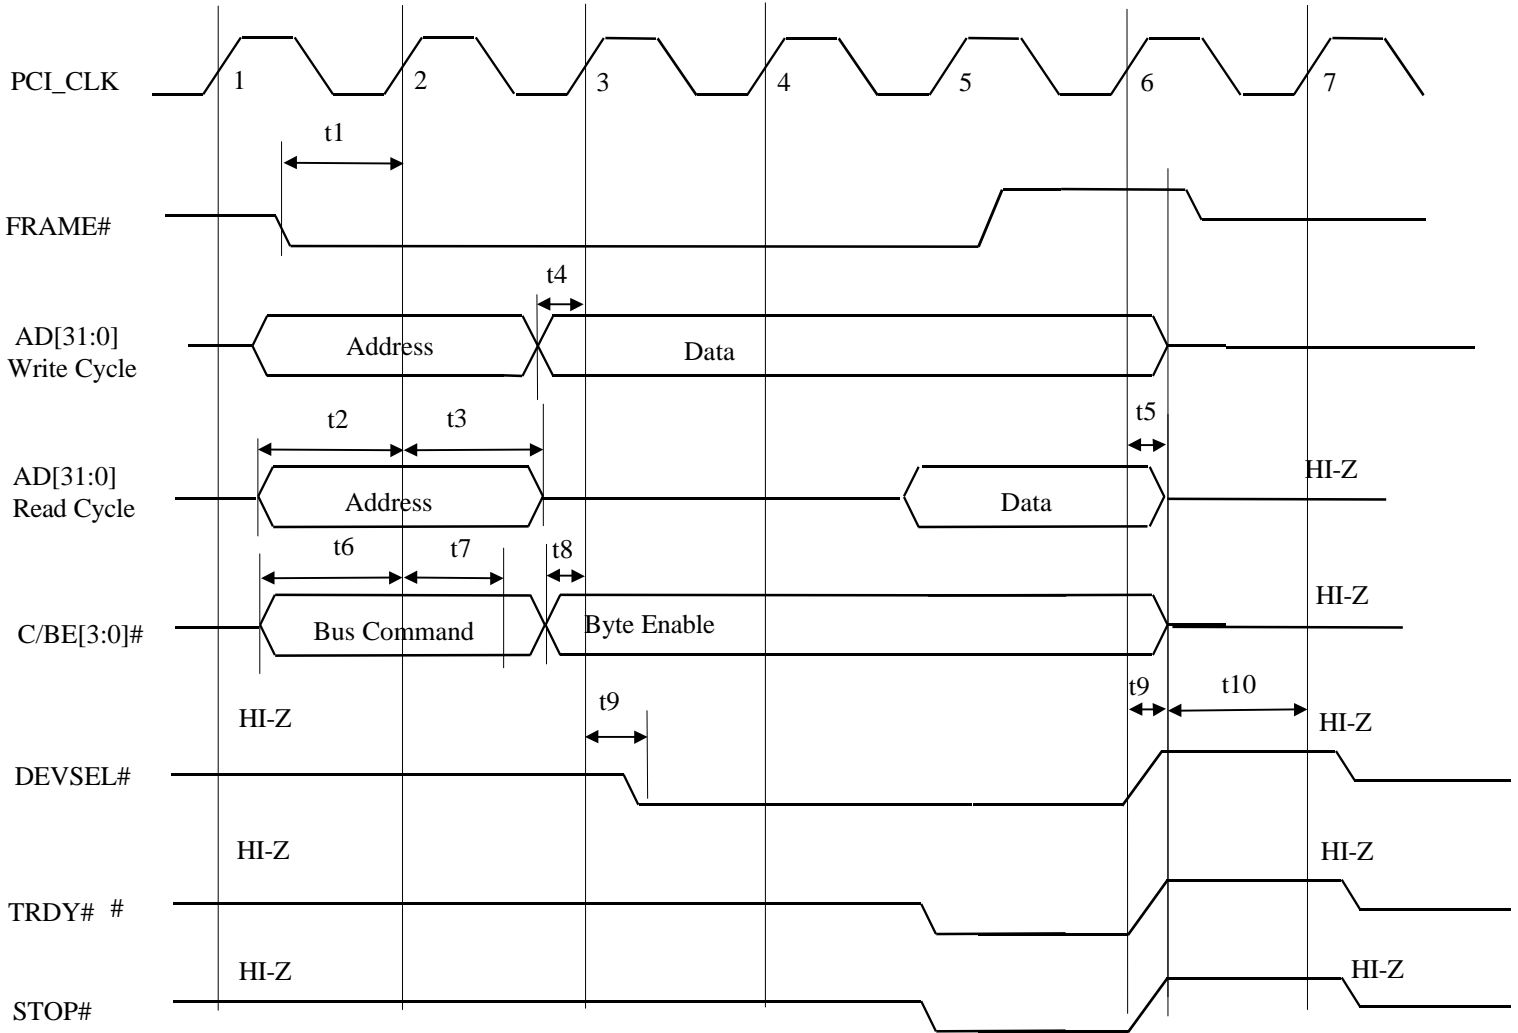 PCI_CLK
1
2
3
4
5
6
7
t1
FRAME#
t4
AD[31:0]
Write Cycle
Address
Data
t2
t3
t5
AD[31:0]
Read Cycle
Address
Data
HI-Z
t6
t7
t8
C/BE[3:0]#
Bus Command
Byte Enable
HI-Z
t9
t9
t10
HI-Z
HI-Z
DEVSEL#
HI-Z
HI-Z
TRDY# #
HI-Z
HI-Z
STOP#